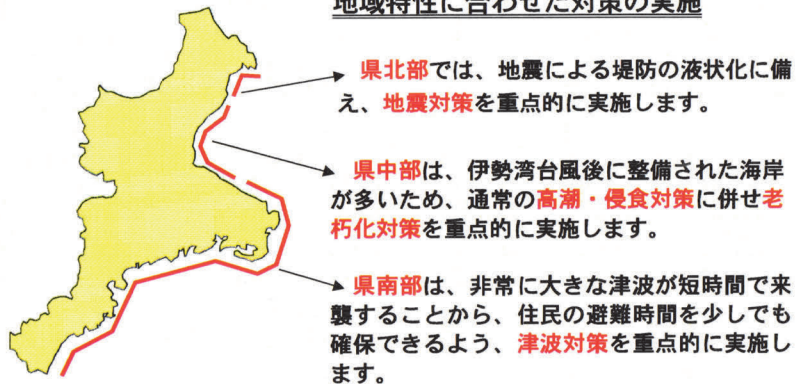 地域特性に合わせた対策の実施
県北部では、地震による堤防の液状化に備
え、地震対策を重点的に実施します。
県中部は、伊勢湾台風後に整備された海岸
が多いため、通常の高潮・侵食対策に併せ老
朽化対策を重点的に実施します。
県南部は、非常に大きな津波が短時間で来
襲することから、住民の避難時間を少しでも
確保できるよう、津波対策を重点的に実施し
ます。